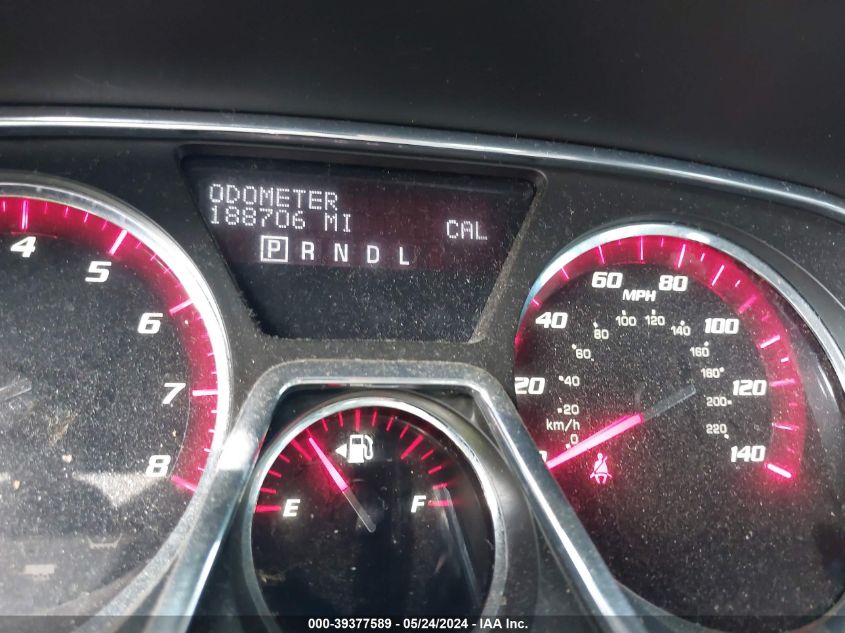 ODOMETER
188706 MI CAL
P R N D L
4 5 6 7 8
20 40 60 80 100 120 140
MPH
0 20 40 60 80 100 120 140 160 180 200 220
km/h
E F
000-39377589 - 05/24/2024 - IAA Inc.